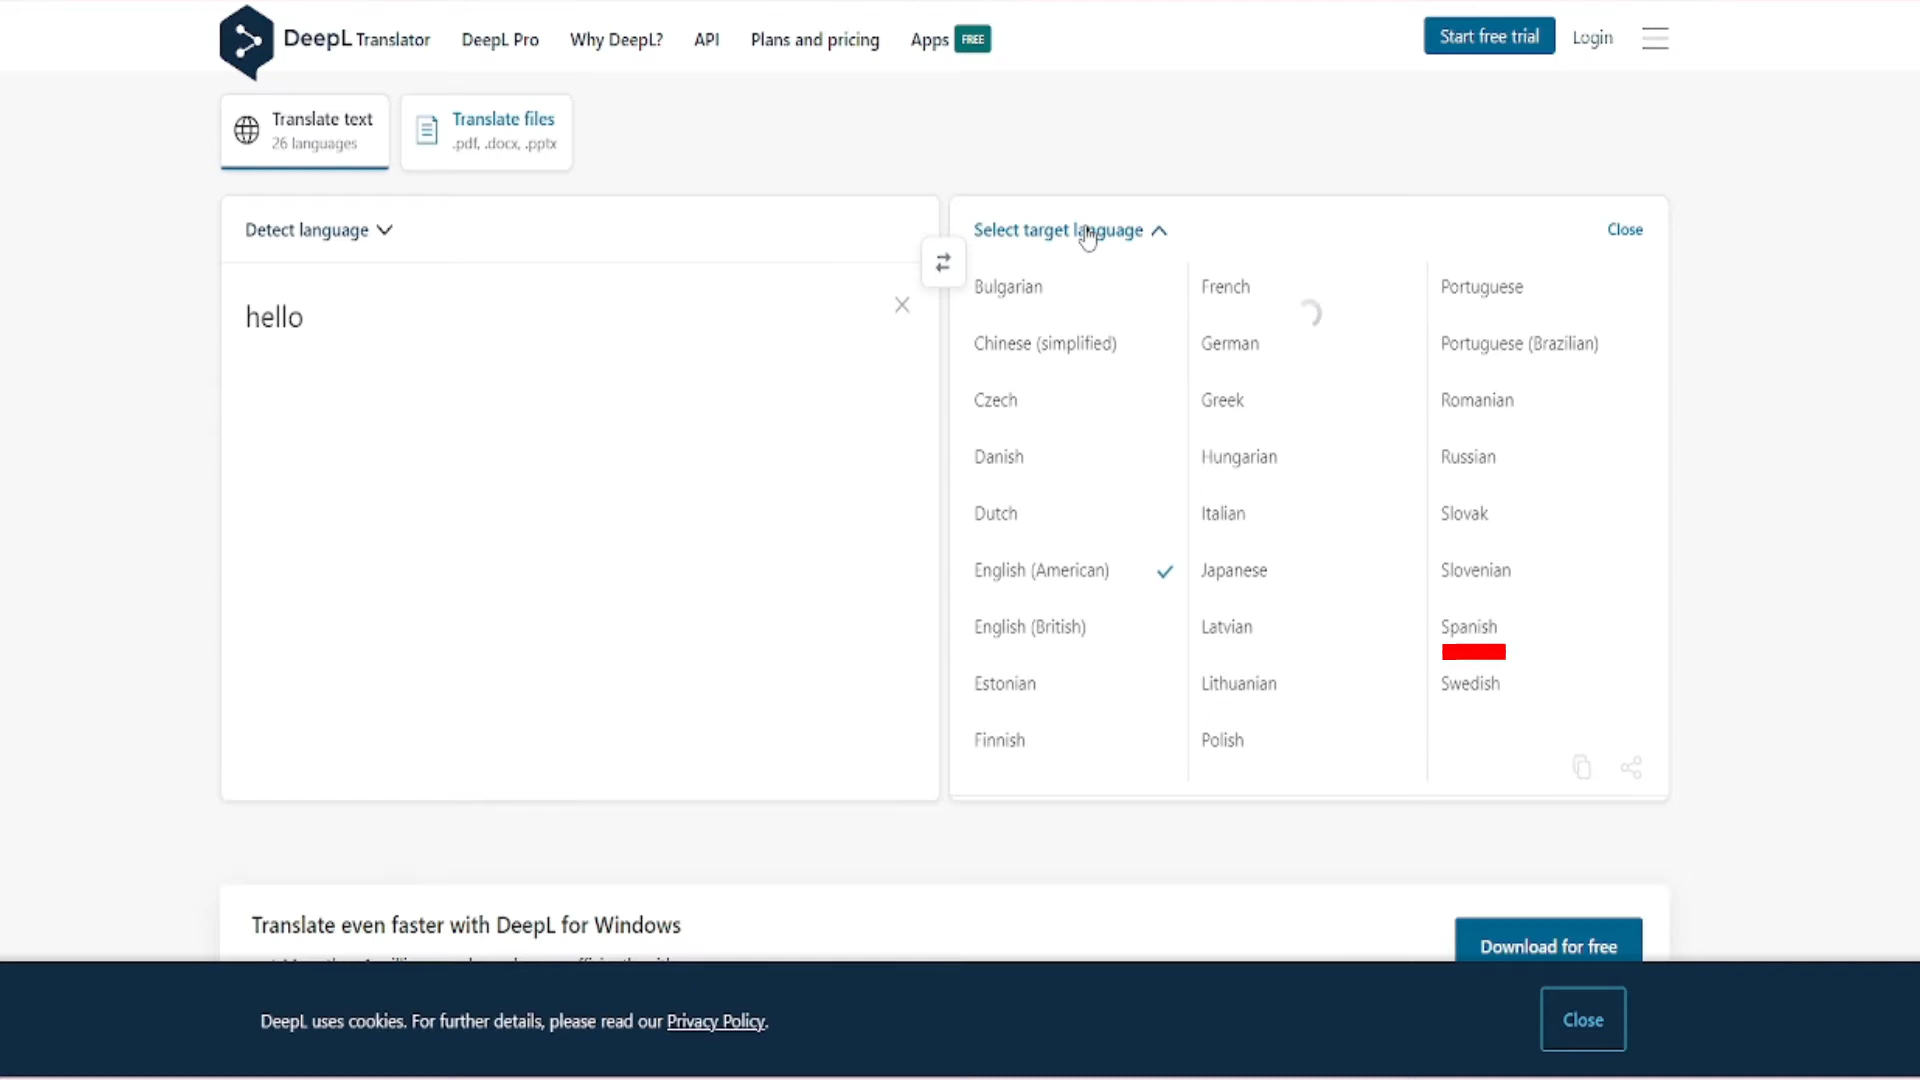 DeepL Translator DeepL Pro Why DeepL? API Plans and pricing Apps FREE Start free trial Login
Translate text
26 languages
Translate files
.pdf, .docx, .pptx
Detect language
hello
Select target language Close
Bulgarian French Portuguese
Chinese (simplified) German Portuguese (Brazilian)
Czech Greek Romanian
Danish Hungarian Russian
Dutch Italian Slovak
English (American) Japanese Slovenian
English (British) Latvian Spanish
Estonian Lithuanian Swedish
Finnish Polish
Translate even faster with DeepL for Windows
Download for free
DeepL uses cookies. For further details, please read our Privacy Policy.
Close